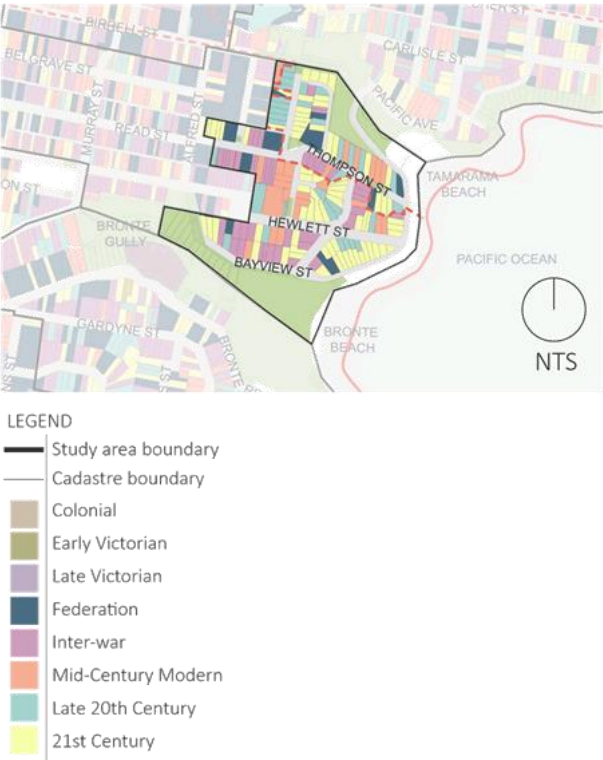 BIRRELL ST
BELGRAVE ST
MURRAY ST
READ ST
ALFRED ST
CARLISLE ST
PACIFIC AVE
THOMPSON ST
TAMARAMA
BEACH
ON ST
BRONTE
GULLY
HEWLETT ST
BAYVIEW ST
PACIFIC OCEAN
GARDYNE ST
BRONTE
BEACH
NTS
LEGEND
Study area boundary
Cadastre boundary
Colonial
Early Victorian
Late Victorian
Federation
Inter-war
Mid-Century Modern
Late 20th Century
21st Century